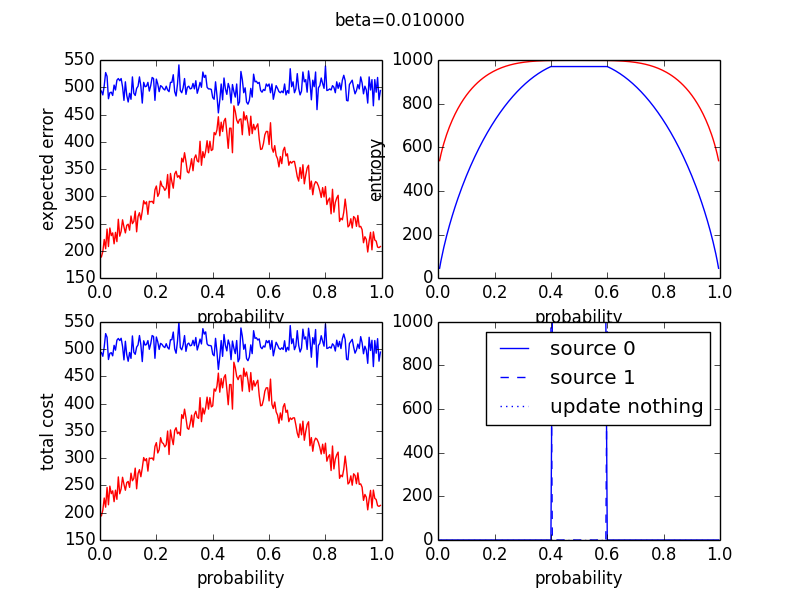 beta=0.010000
expected error
550
500
450
400
350
300
250
200
150
0.0 0.2 0.4 0.6 0.8 1.0
probability
entropy
1000
800
600
400
200
0
0.0 0.2 0.4 0.6 0.8 1.0
probability
total cost
550
500
450
400
350
300
250
200
150
0.0 0.2 0.4 0.6 0.8 1.0
probability
1000
800
600
400
200
0
source 0
source 1
update nothing
0.0 0.2 0.4 0.6 0.8 1.0
probability